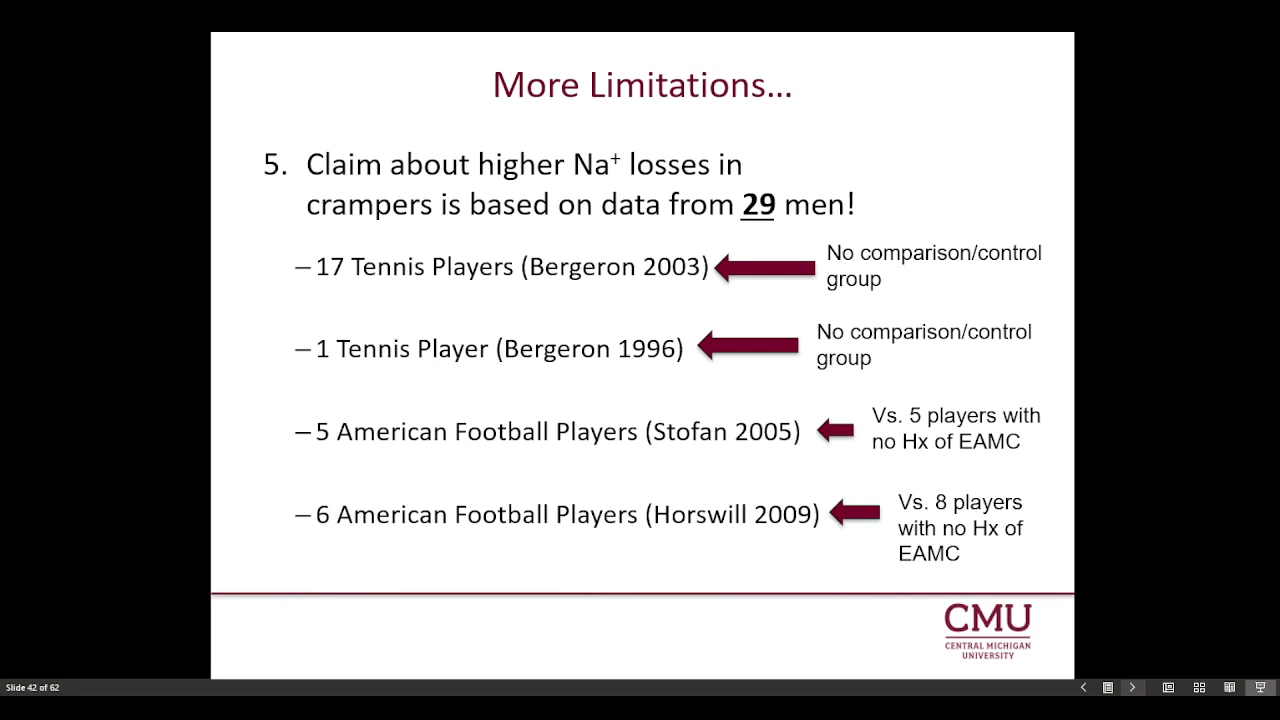 More Limitations...
5. Claim about higher Na⁺ losses in
crampers is based on data from 29 men!
– 17 Tennis Players (Bergeron 2003)
No comparison/control
group
– 1 Tennis Player (Bergeron 1996)
No comparison/control
group
– 5 American Football Players (Stofan 2005)
Vs. 5 players with
no Hx of EAMC
– 6 American Football Players (Horswill 2009)
Vs. 8 players
with no Hx of
EAMC
CMU
CENTRAL MICHIGAN
UNIVERSITY
Slide 42 of 62